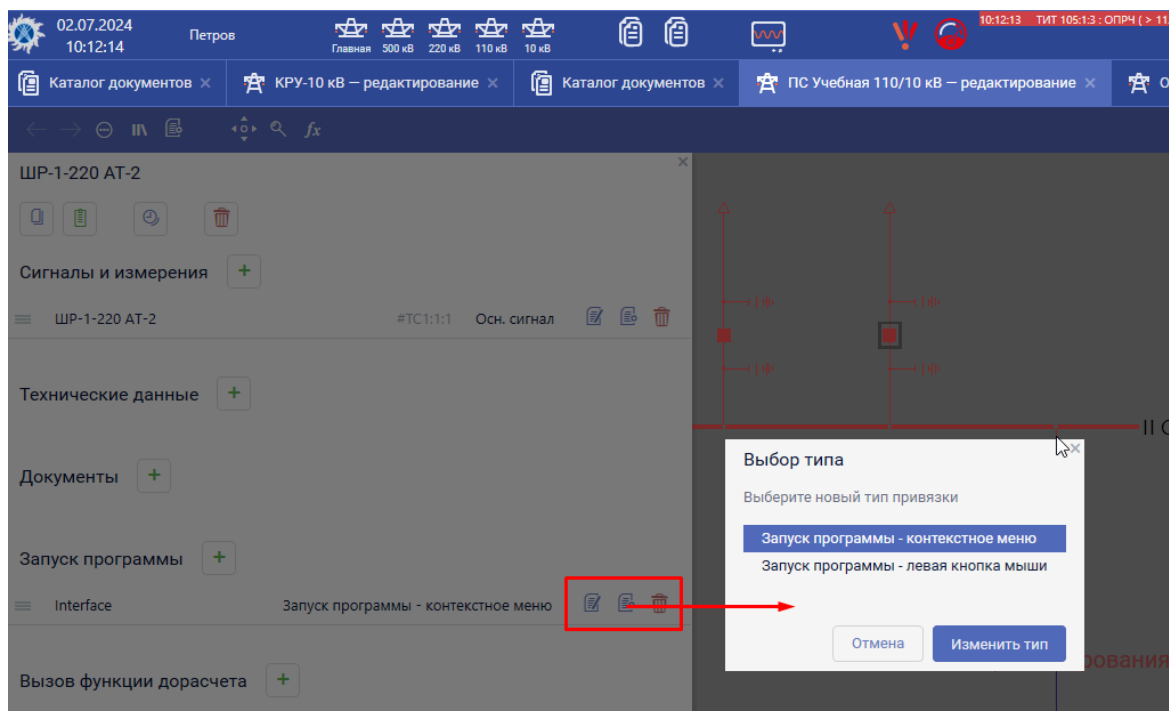 02.07.2024
10:12:14
Петров
Главная 500 кВ 220 кВ 110 кВ 10 кВ
10:12:13 ТИТ 105:1:3 : ОПРЧ ( > 11
Каталог документов ×
КРУ-10 кВ — редактирование ×
Каталог документов ×
ПС Учебная 110/10 кВ — редактирование ×
О
fx
ШР-1-220 АТ-2
Сигналы и измерения +
ШР-1-220 АТ-2 #ТС1:1:1 Осн. сигнал
Технические данные +
Документы +
Запуск программы +
Interface Запуск программы - контекстное меню
Вызов функции дорасчета +
II С
Выбор типа
Выберите новый тип привязки
Запуск программы - контекстное меню
Запуск программы - левая кнопка мыши
Отмена Изменить тип
рования